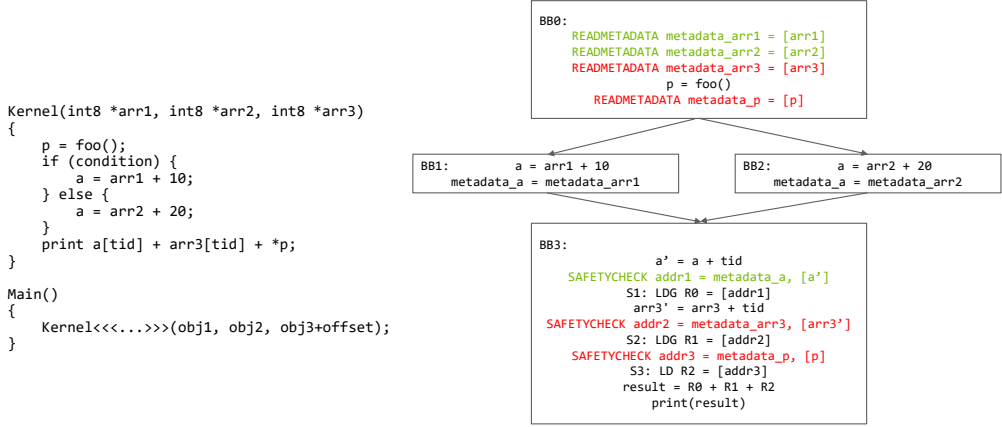 Kernel(int8 *arr1, int8 *arr2, int8 *arr3)
{
    p = foo();
    if (condition) {
        a = arr1 + 10;
    } else {
        a = arr2 + 20;
    }
    print a[tid] + arr3[tid] + *p;
}
Main()
{
    Kernel<<<...>>>(obj1, obj2, obj3+offset);
}
BB0:
READMETADATA metadata_arr1 = [arr1]
READMETADATA metadata_arr2 = [arr2]
READMETADATA metadata_arr3 = [arr3]
p = foo()
READMETADATA metadata_p = [p]
BB1: a = arr1 + 10
metadata_a = metadata_arr1
BB2: a = arr2 + 20
metadata_a = metadata_arr2
BB3:
a’ = a + tid
SAFETYCHECK addr1 = metadata_a, [a’]
S1: LDG R0 = [addr1]
arr3' = arr3 + tid
SAFETYCHECK addr2 = metadata_arr3, [arr3’]
S2: LDG R1 = [addr2]
SAFETYCHECK addr3 = metadata_p, [p]
S3: LD R2 = [addr3]
result = R0 + R1 + R2
print(result)